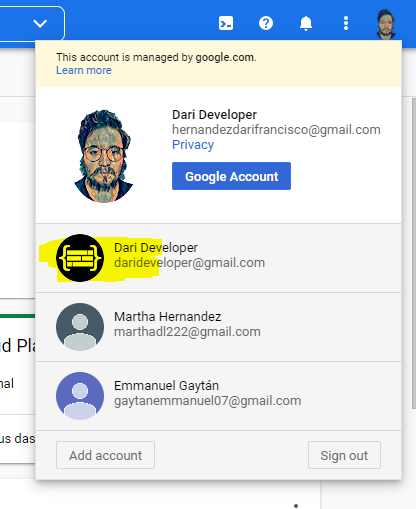 This account is managed by google.com.
Learn more
Dari Developer
hernandezdarifrancisco@gmail.com
Privacy
Google Account
Dari Developer
darideveloper@gmail.com
Martha Hernandez
marthadl222@gmail.com
Emmanuel Gaytán
gaytanemmanuel07@gmail.com
Add account
Sign out
ud Pla
nal
us das